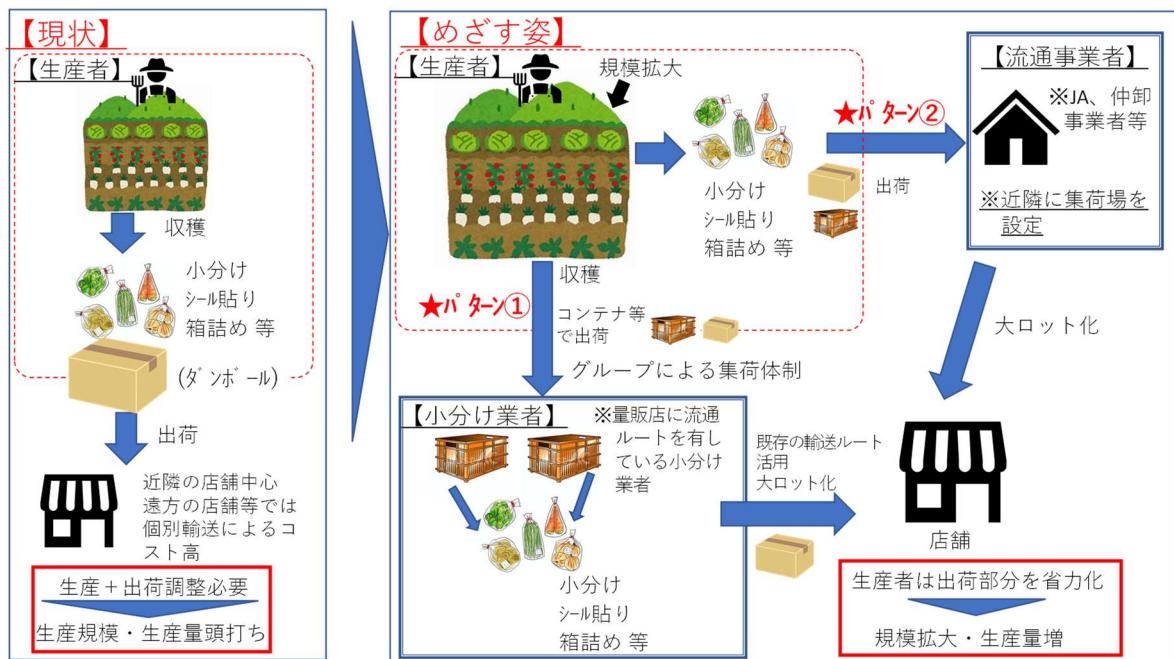 【現状】
【生産者】
収穫
小分け
ｼｰﾙ貼り
箱詰め 等
(ﾀﾞﾝﾎﾞｰﾙ)
出荷
近隣の店舗中心
遠方の店舗等では
個別輸送によるコ
スト高
生産＋出荷調整必要
生産規模・生産量頭打ち
【めざす姿】
【生産者】
規模拡大
収穫
小分け
ｼｰﾙ貼り
箱詰め 等
★ﾊﾟﾀｰﾝ②
出荷
【流通事業者】
※JA、仲卸
事業者等
※近隣に集荷場を
設定
大ロット化
★ﾊﾟﾀｰﾝ①
コンテナ等
で出荷
グループによる集荷体制
【小分け業者】
※量販店に流通
ルートを有し
ている小分け
業者
小分け
ｼｰﾙ貼り
箱詰め 等
既存の輸送ルート
活用
大ロット化
店舗
生産者は出荷部分を省力化
規模拡大・生産量増